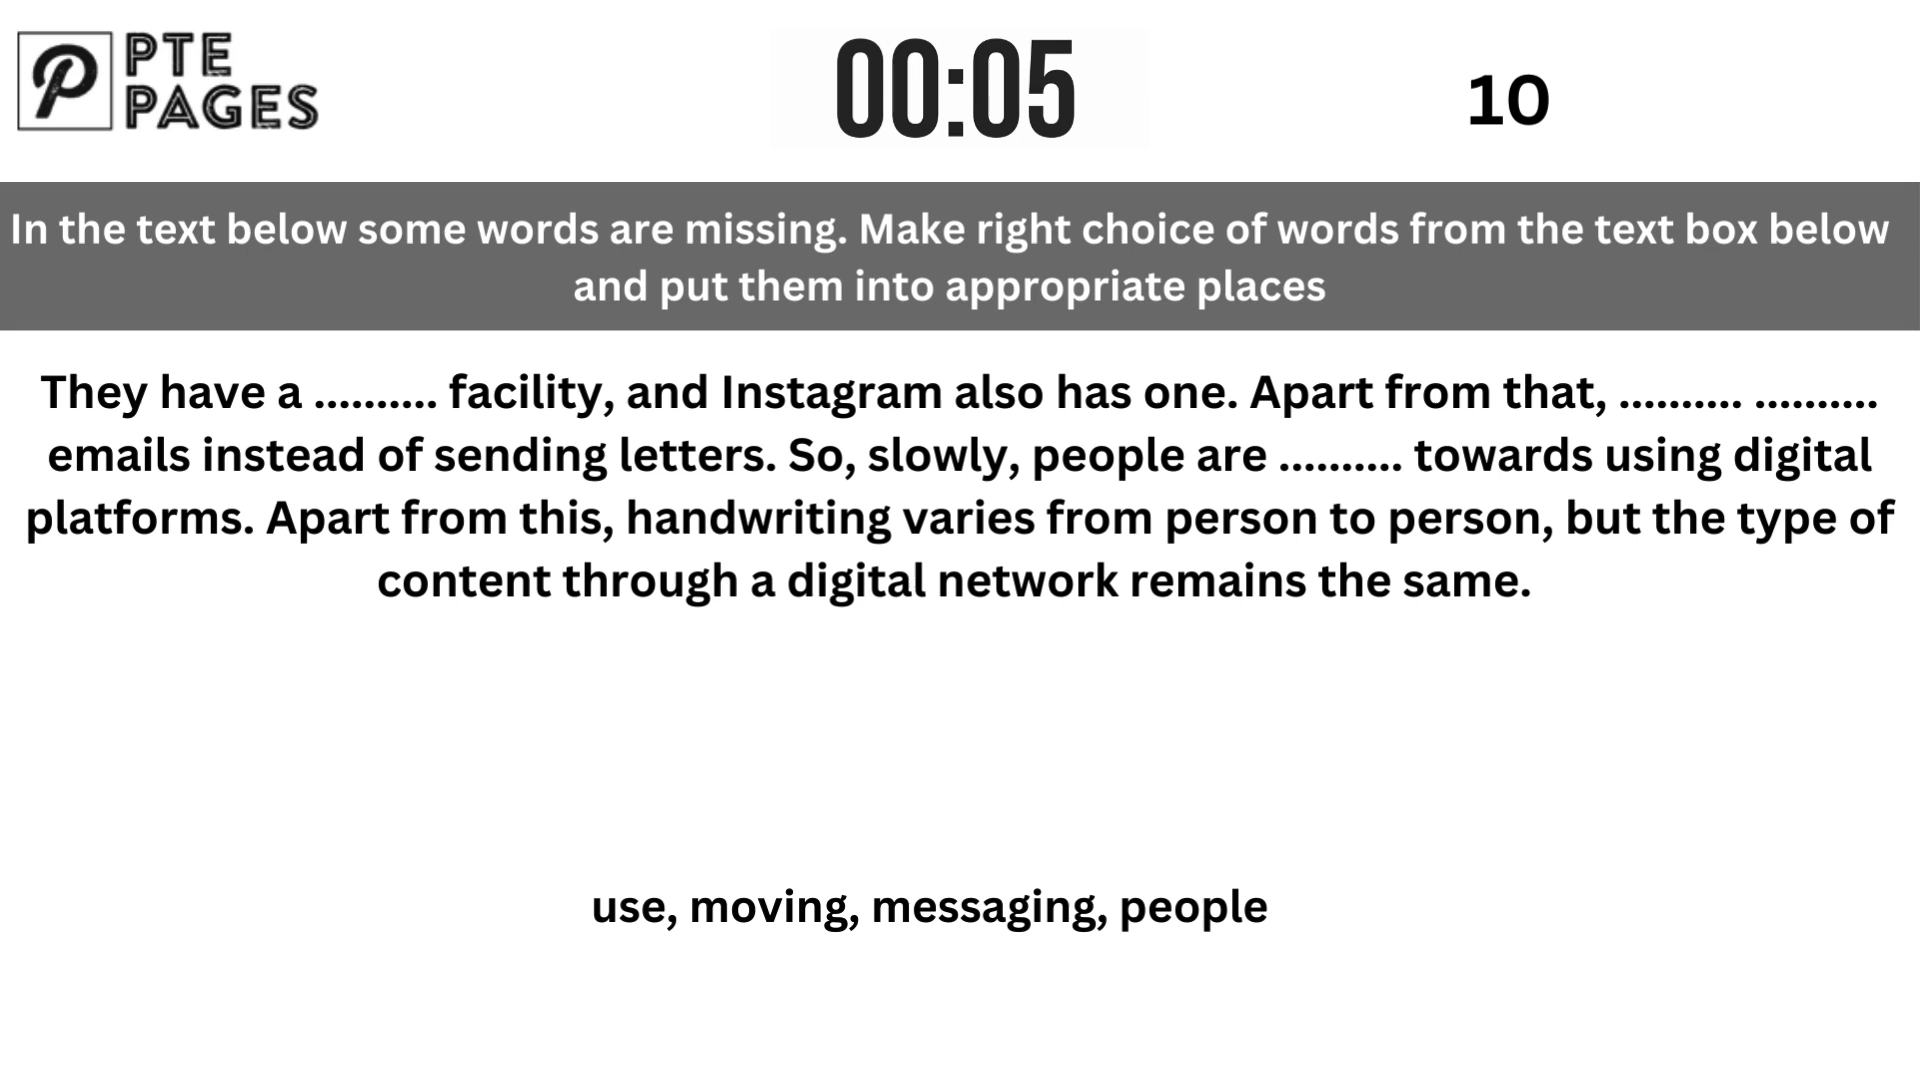 PTE
PAGES
00:05
10
In the text below some words are missing. Make right choice of words from the text box below
and put them into appropriate places
They have a .......... facility, and Instagram also has one. Apart from that, .......... ..........
emails instead of sending letters. So, slowly, people are .......... towards using digital
platforms. Apart from this, handwriting varies from person to person, but the type of
content through a digital network remains the same.
use, moving, messaging, people